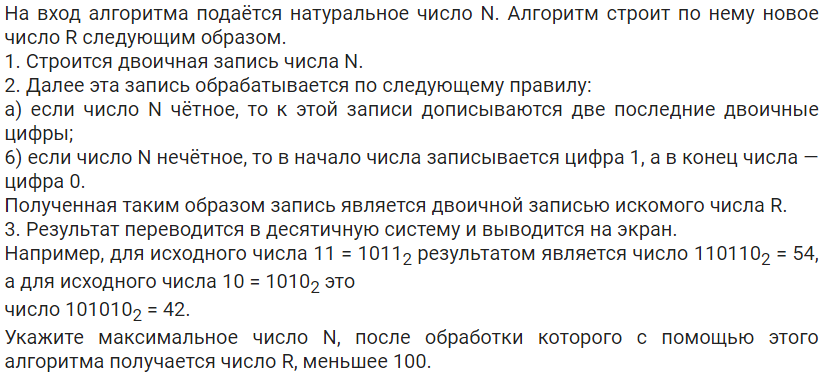 На вход алгоритма подаётся натуральное число N. Алгоритм строит по нему новое
число R следующим образом.
1. Строится двоичная запись числа N.
2. Далее эта запись обрабатывается по следующему правилу:
а) если число N чётное, то к этой записи дописываются две последние двоичные
цифры;
6) если число N нечётное, то в начало числа записывается цифра 1, а в конец числа —
цифра 0.
Полученная таким образом запись является двоичной записью искомого числа R.
3. Результат переводится в десятичную систему и выводится на экран.
Например, для исходного числа 11 = 1011₂ результатом является число 110110₂ = 54,
а для исходного числа 10 = 1010₂ это
число 101010₂ = 42.
Укажите максимальное число N, после обработки которого с помощью этого
алгоритма получается число R, меньшее 100.